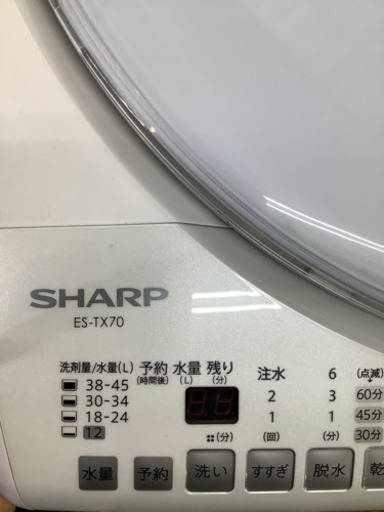 SHARP
ES-TX70
洗剤量/水量(L) 予約 水量 残り (点滅)
(時間後) (L) (分)
38-45 注水 6 60分
30-34 2 3 45分
18-24 1 1 30分
12 (分) (回) (分)
水量 予約 洗い すすぎ 脱水 乾